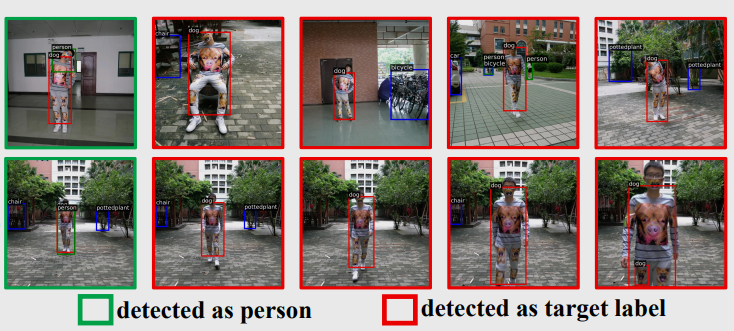 person
dog
chair
dog
dog
bicycle
car
person
bicycle
dog
person
pottedplant
dog
pottedplant
chair
person
pottedplant
chair
dog
pottedplant
dog
chair
dog
dog
dog
detected as person
detected as target label